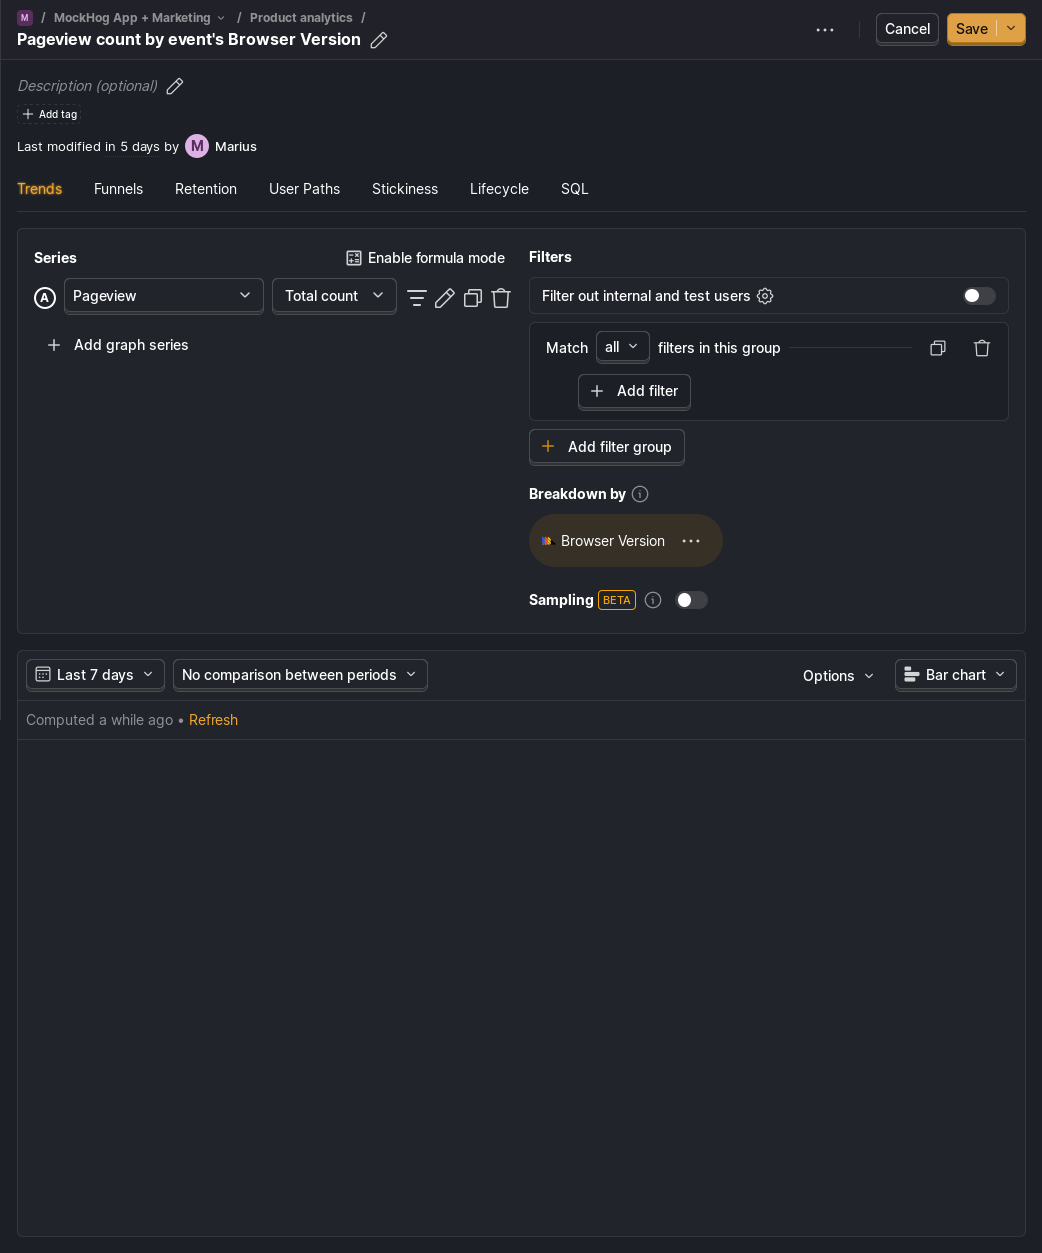 M / MockHog App + Marketing / Product analytics /
Pageview count by event's Browser Version
Cancel
Save
Description (optional)
Add tag
Last modified in 5 days by M Marius
Trends Funnels Retention User Paths Stickiness Lifecycle SQL
Series
Enable formula mode
A Pageview Total count
Add graph series
Filters
Filter out internal and test users
Match all filters in this group
Add filter
Add filter group
Breakdown by
Browser Version
Sampling BETA
Last 7 days No comparison between periods Options Bar chart
Computed a while ago • Refresh